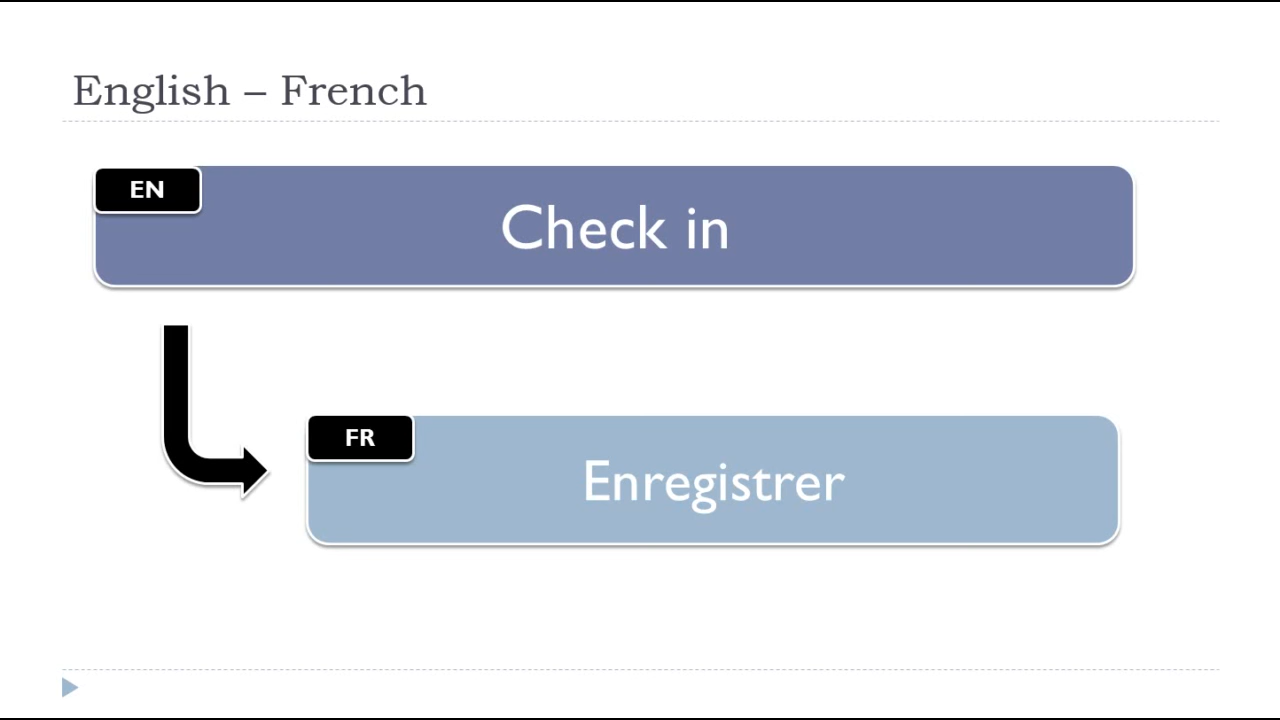 English – French
EN
Check in
FR
Enregistrer